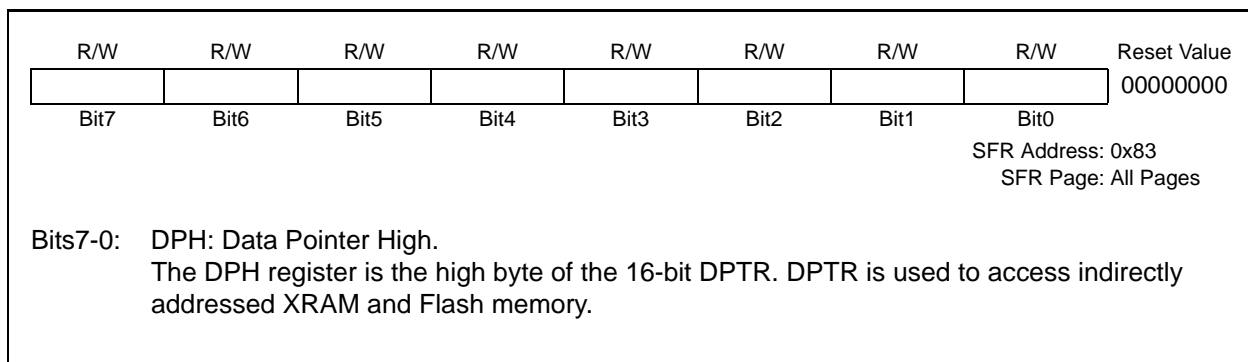 R/W R/W R/W R/W R/W R/W R/W R/W Reset Value
00000000
Bit7 Bit6 Bit5 Bit4 Bit3 Bit2 Bit1 Bit0
SFR Address: 0x83
SFR Page: All Pages
Bits7-0: DPH: Data Pointer High.
The DPH register is the high byte of the 16-bit DPTR. DPTR is used to access indirectly
addressed XRAM and Flash memory.